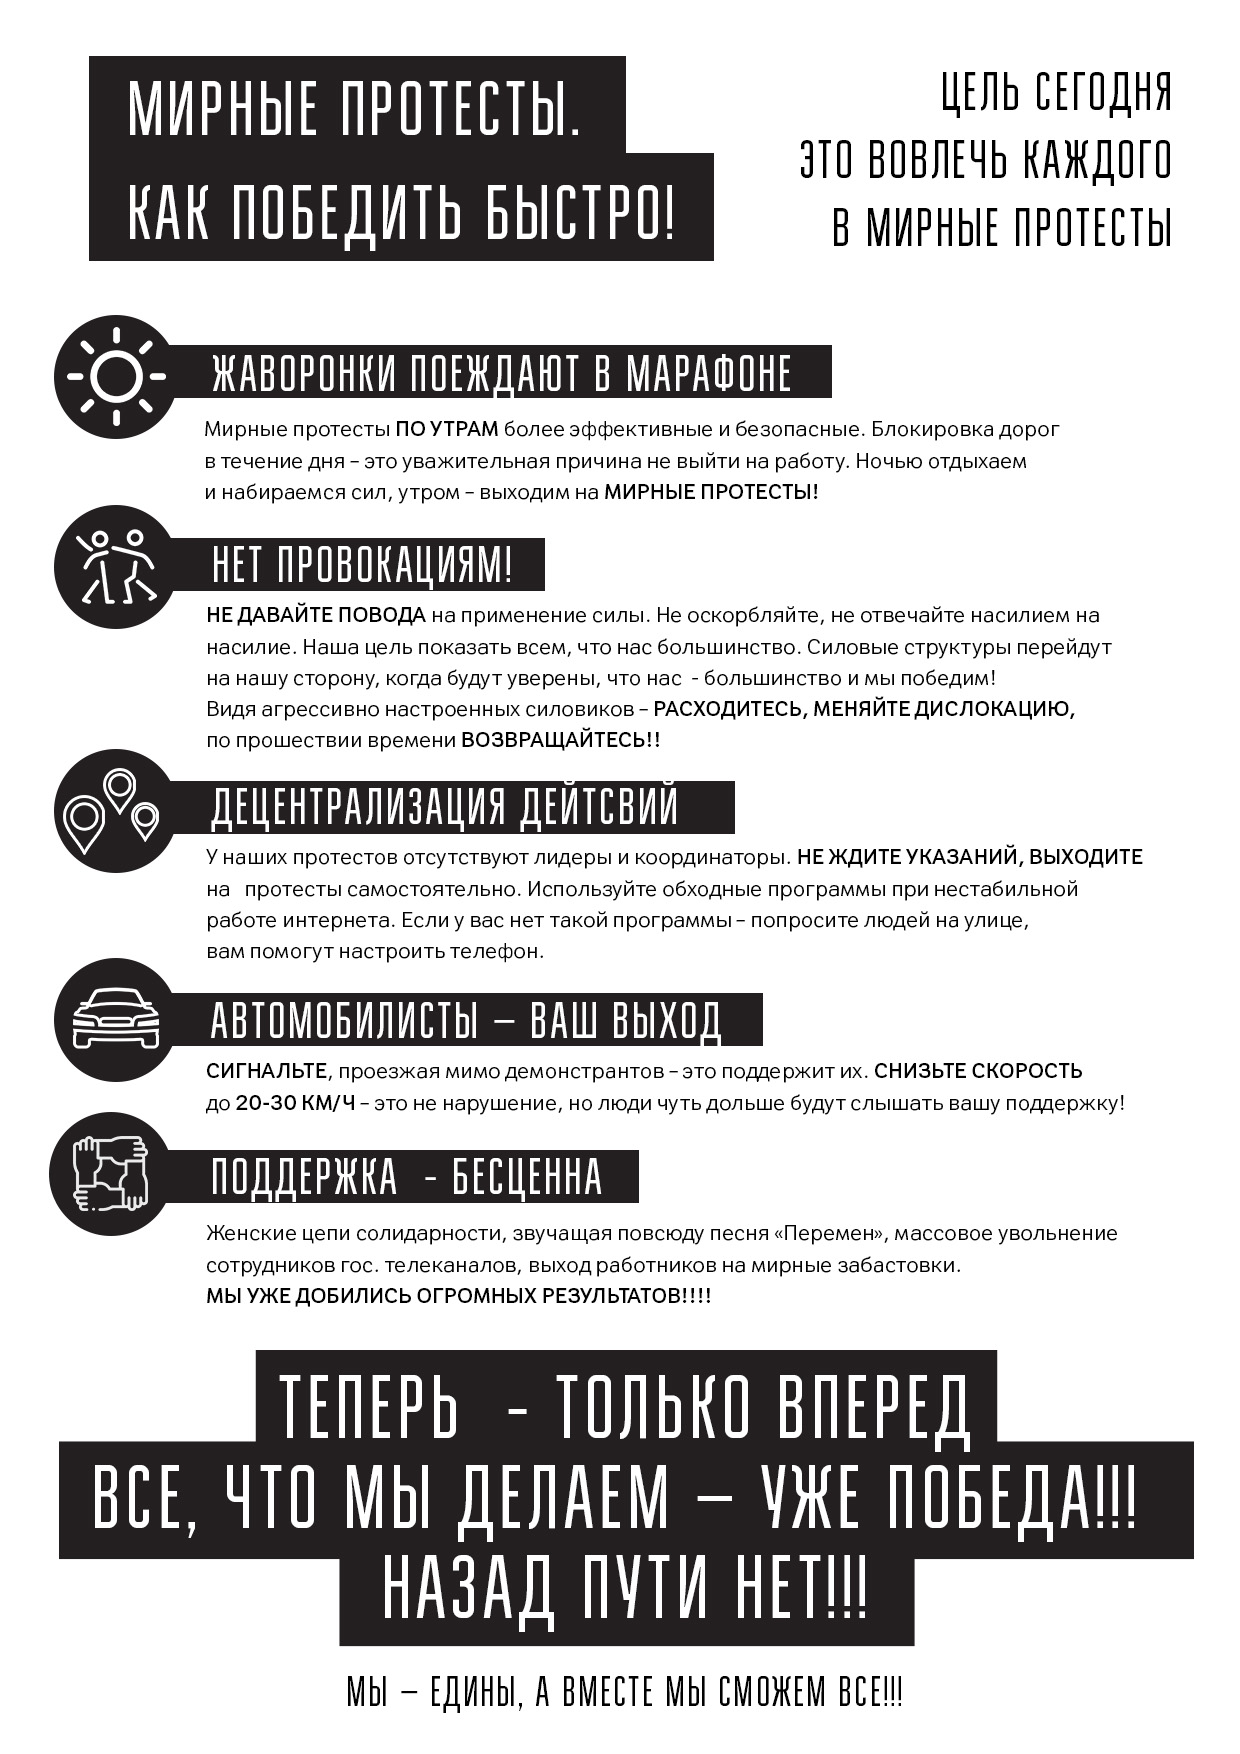 МИРНЫЕ ПРОТЕСТЫ.
КАК ПОБЕДИТЬ БЫСТРО!
ЦЕЛЬ СЕГОДНЯ
ЭТО ВОВЛЕЧЬ КАЖДОГО
В МИРНЫЕ ПРОТЕСТЫ
ЖАВОРОНКИ ПОЕЖДАЮТ В МАРАФОНЕ
Мирные протесты ПО УТРАМ более эффективные и безопасные. Блокировка дорог
в течение дня – это уважительная причина не выйти на работу. Ночью отдыхаем
и набираемся сил, утром – выходим на МИРНЫЕ ПРОТЕСТЫ!
НЕТ ПРОВОКАЦИЯМ!
НЕ ДАВАЙТЕ ПОВОДА на применение силы. Не оскорбляйте, не отвечайте насилием на
насилие. Наша цель показать всем, что нас большинство. Силовые структуры перейдут
на нашу сторону, когда будут уверены, что нас - большинство и мы победим!
Видя агрессивно настроенных силовиков – РАСХОДИТЕСЬ, МЕНЯЙТЕ ДИСЛОКАЦИЮ,
по прошествии времени ВОЗВРАЩАЙТЕСЬ!!
ДЕЦЕНТРАЛИЗАЦИЯ ДЕЙТСВИЙ
У наших протестов отсутствуют лидеры и координаторы. НЕ ЖДИТЕ УКАЗАНИЙ, ВЫХОДИТЕ
на протесты самостоятельно. Используйте обходные программы при нестабильной
работе интернета. Если у вас нет такой программы – попросите людей на улице,
вам помогут настроить телефон.
АВТОМОБИЛИСТЫ – ВАШ ВЫХОД
СИГНАЛЬТЕ, проезжая мимо демонстрантов – это поддержит их. СНИЗЬТЕ СКОРОСТЬ
до 20-30 КМ/Ч – это не нарушение, но люди чуть дольше будут слышать вашу поддержку!
ПОДДЕРЖКА - БЕСЦЕННА
Женские цепи солидарности, звучащая повсюду песня «Перемен», массовое увольнение
сотрудников гос. телеканалов, выход работников на мирные забастовки.
МЫ УЖЕ ДОБИЛИСЬ ОГРОМНЫХ РЕЗУЛЬТАТОВ!!!!
ТЕПЕРЬ - ТОЛЬКО ВПЕРЕД
ВСЕ, ЧТО МЫ ДЕЛАЕМ – УЖЕ ПОБЕДА!!!
НАЗАД ПУТИ НЕТ!!!
МЫ – ЕДИНЫ, А ВМЕСТЕ МЫ СМОЖЕМ ВСЕ!!!